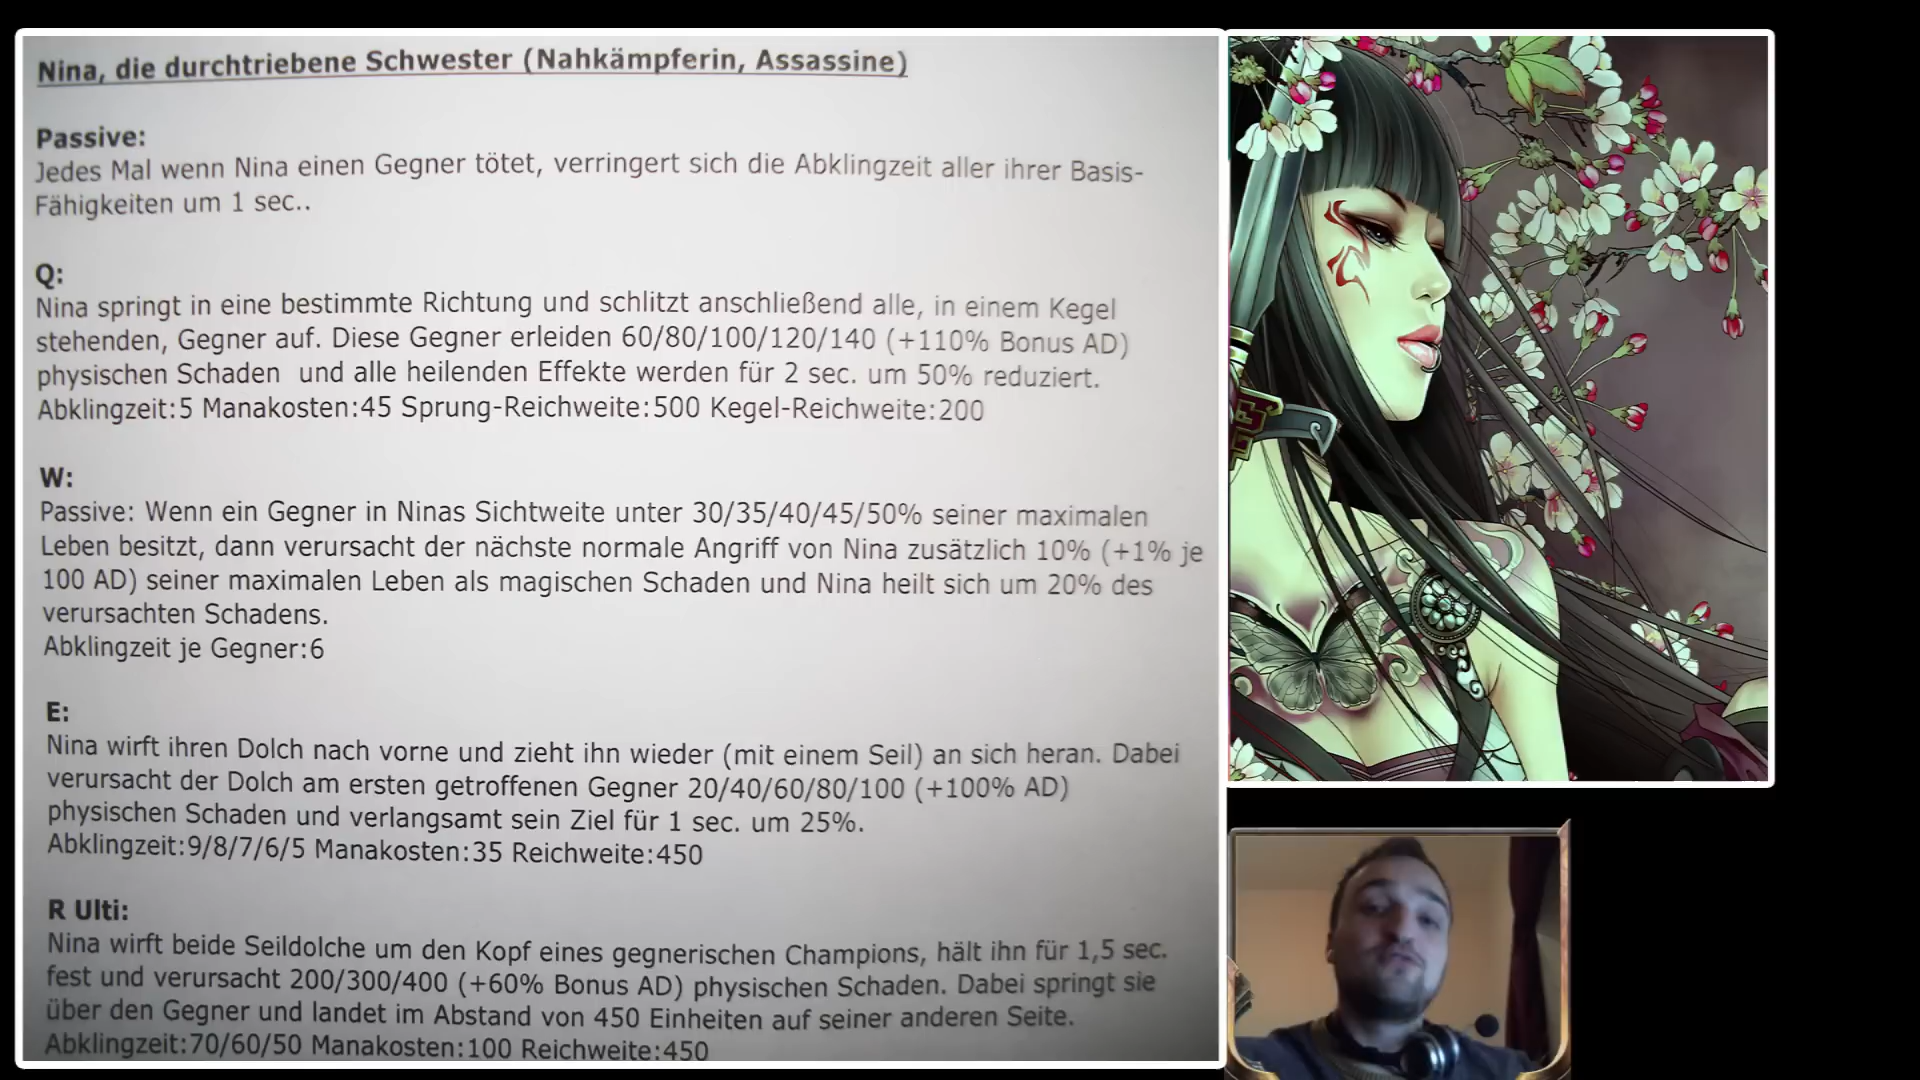 Nina, die durchtriebene Schwester (Nahkämpferin, Assassine)
Passive:
Jedes Mal wenn Nina einen Gegner tötet, verringert sich die Abklingzeit aller ihrer Basis-
Fähigkeiten um 1 sec..
Q:
Nina springt in eine bestimmte Richtung und schlitzt anschließend alle, in einem Kegel
stehenden, Gegner auf. Diese Gegner erleiden 60/80/100/120/140 (+110% Bonus AD)
physischen Schaden und alle heilenden Effekte werden für 2 sec. um 50% reduziert.
Abklingzeit:5 Manakosten:45 Sprung-Reichweite:500 Kegel-Reichweite:200
W:
Passive: Wenn ein Gegner in Ninas Sichtweite unter 30/35/40/45/50% seiner maximalen
Leben besitzt, dann verursacht der nächste normale Angriff von Nina zusätzlich 10% (+1% je
100 AD) seiner maximalen Leben als magischen Schaden und Nina heilt sich um 20% des
verursachten Schadens.
Abklingzeit je Gegner:6
E:
Nina wirft ihren Dolch nach vorne und zieht ihn wieder (mit einem Seil) an sich heran. Dabei
verursacht der Dolch am ersten getroffenen Gegner 20/40/60/80/100 (+100% AD)
physischen Schaden und verlangsamt sein Ziel für 1 sec. um 25%.
Abklingzeit:9/8/7/6/5 Manakosten:35 Reichweite:450
R Ulti:
Nina wirft beide Seildolche um den Kopf eines gegnerischen Champions, hält ihn für 1,5 sec.
fest und verursacht 200/300/400 (+60% Bonus AD) physischen Schaden. Dabei springt sie
über den Gegner und landet im Abstand von 450 Einheiten auf seiner anderen Seite.
Abklingzeit:70/60/50 Manakosten:100 Reichweite:450